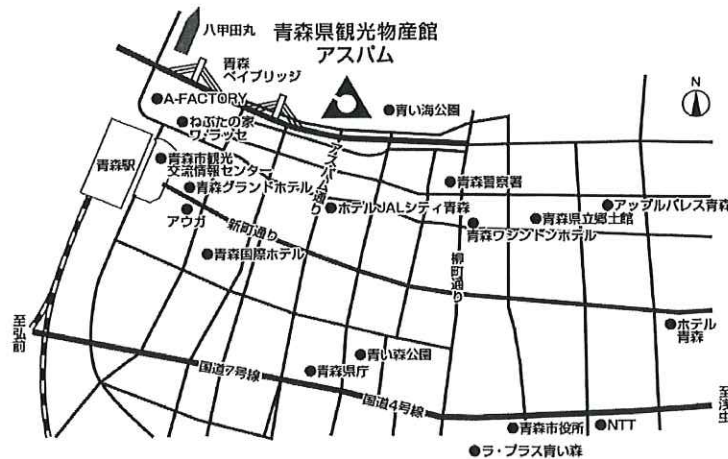 八甲田丸
青森県観光物産館
アスパム
青森
ベイブリッジ
N
A-FACTORY
青い海公園
ねぶたの家
ワ・ラッセ
アスパム通り
青森駅
青森市観光
交流情報センター
青森警察署
青森グランドホテル
アップルパレス青森
アウガ
ホテルJALシティ青森
青森県立郷土館
青森ワシントンホテル
新町通り
柳町通り
青森国際ホテル
至弘前
ホテル
青森
青い森公園
国道7号線
青森県庁
国道4号線
至浅虫
青森市役所
NTT
ラ・プラス青い森